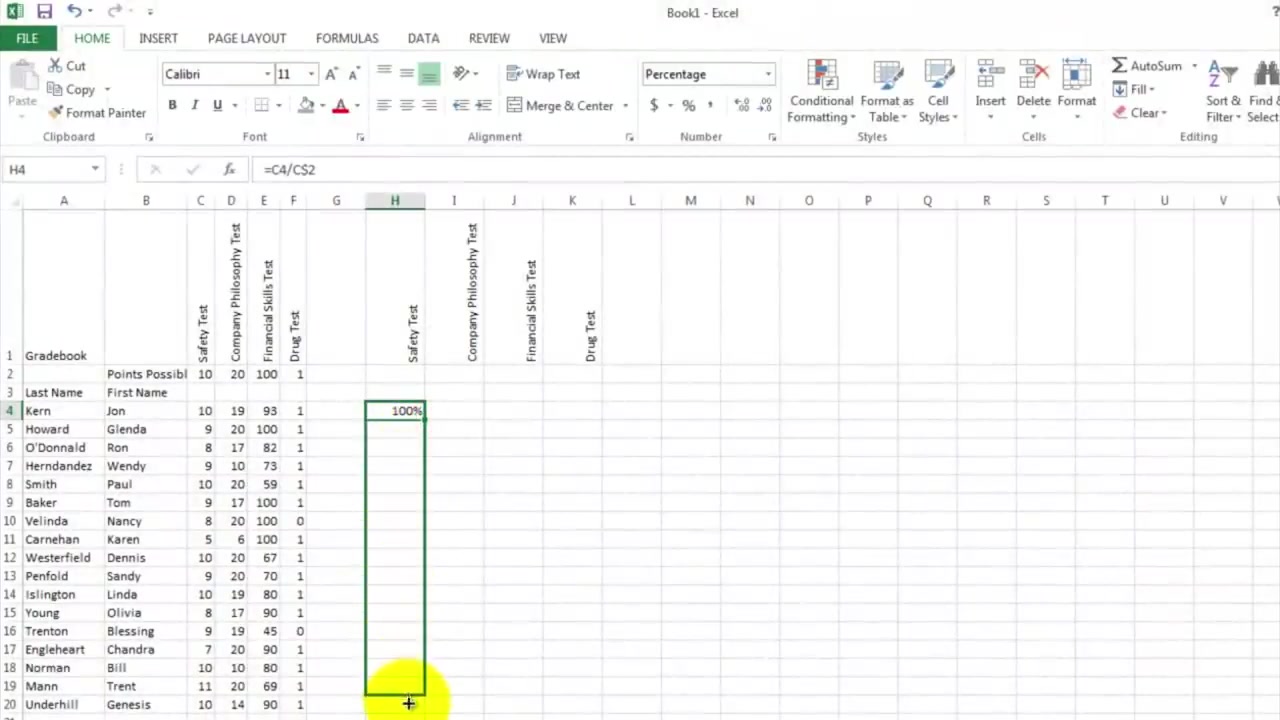 Book1 - Excel
FILE HOME INSERT PAGE LAYOUT FORMULAS DATA REVIEW VIEW
Cut
Copy
Format Painter
Paste
Clipboard
Calibri 11
B I U
Font
Wrap Text
Merge & Center
Alignment
Percentage
$ % ,
Number
Conditional Formatting
Format as Table
Cell Styles
Styles
Insert Delete Format
Cells
AutoSum
Fill
Clear
Sort & Filter
Find & Selec
Editing
H4 fx =C4/C$2
A B C D E F G H I J K L M N O P Q R S T U V
1 Gradebook Safety Test Company Philosophy Test Financial Skills Test Drug Test Safety Test Company Philosophy Test Financial Skills Test Drug Test
2 Points Possibl 10 20 100 1
3 Last Name First Name
4 Kern Jon 10 19 93 1 100%
5 Howard Glenda 9 20 100 1
6 O'Donnald Ron 8 17 82 1
7 Herndandez Wendy 9 10 73 1
8 Smith Paul 10 20 59 1
9 Baker Tom 9 17 100 1
10 Velinda Nancy 8 20 100 0
11 Carnehan Karen 5 6 100 1
12 Westerfield Dennis 10 20 67 1
13 Penfold Sandy 9 20 70 1
14 Islington Linda 10 19 80 1
15 Young Olivia 8 17 90 1
16 Trenton Blessing 9 19 45 0
17 Engleheart Chandra 7 20 90 1
18 Norman Bill 10 10 80 1
19 Mann Trent 11 20 69 1
20 Underhill Genesis 10 14 90 1